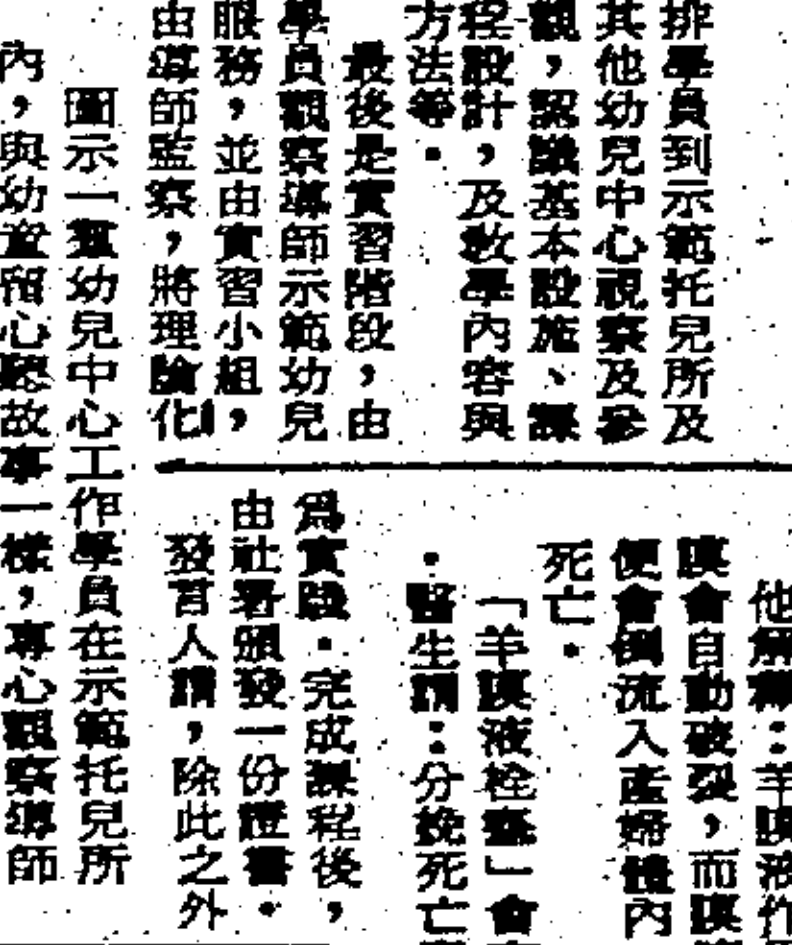 排學員到示範托兒所及
其他幼兒中心視察及參
觀，認識基本設施、課
程設計，及教學內容與
方法等．
最後是實習階段，由
學員觀察導師示範幼兒
服務，並由實習小組，
由導師監察，將理論化
為實踐．完成課程後，
由社署頒發一份證書．
發言人謂，除此之外
圖示一羣幼兒中心工作學員在示範托兒所
內，與幼童留心聽故事一樣，專心觀察導師
他解釋：羊膜液作
膜會自動破裂，而膜
便會倒流入產婦體內
死亡．
「羊膜液栓塞」會
．醫生謂：分娩死亡